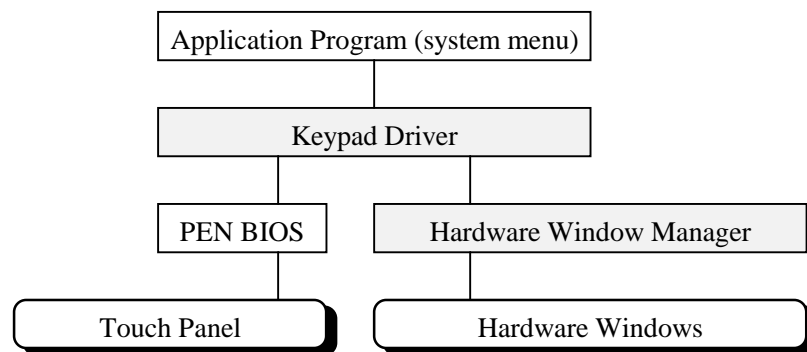 Application Program (system menu)
Keypad Driver
PEN BIOS
Hardware Window Manager
Touch Panel
Hardware Windows